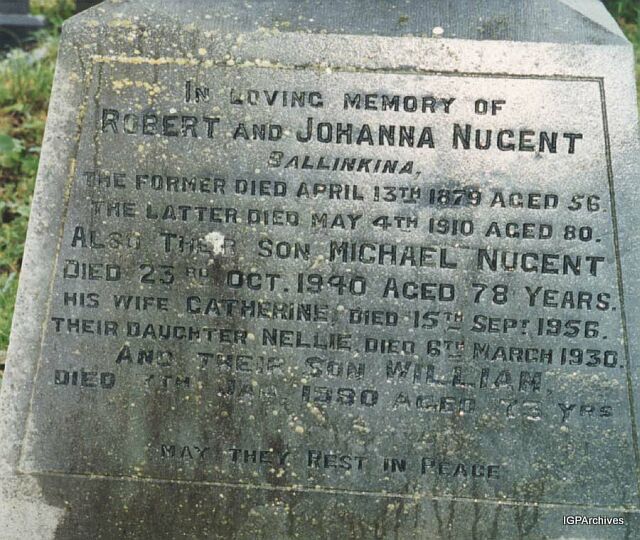 In loving memory of
Robert and Johanna Nugent
Ballinkina,
the former died April 13th 1879 aged 56.
the latter died May 4th 1910 aged 80.
Also their son Michael Nugent
died 23rd Oct. 1940 aged 78 years.
his wife Catherine, died 15th Sept. 1956.
their daughter Nellie died 6th March 1930.
and their son William,
died 7th Jan. 1980 aged 73 yrs
May they Rest in Peace
IGPArchives